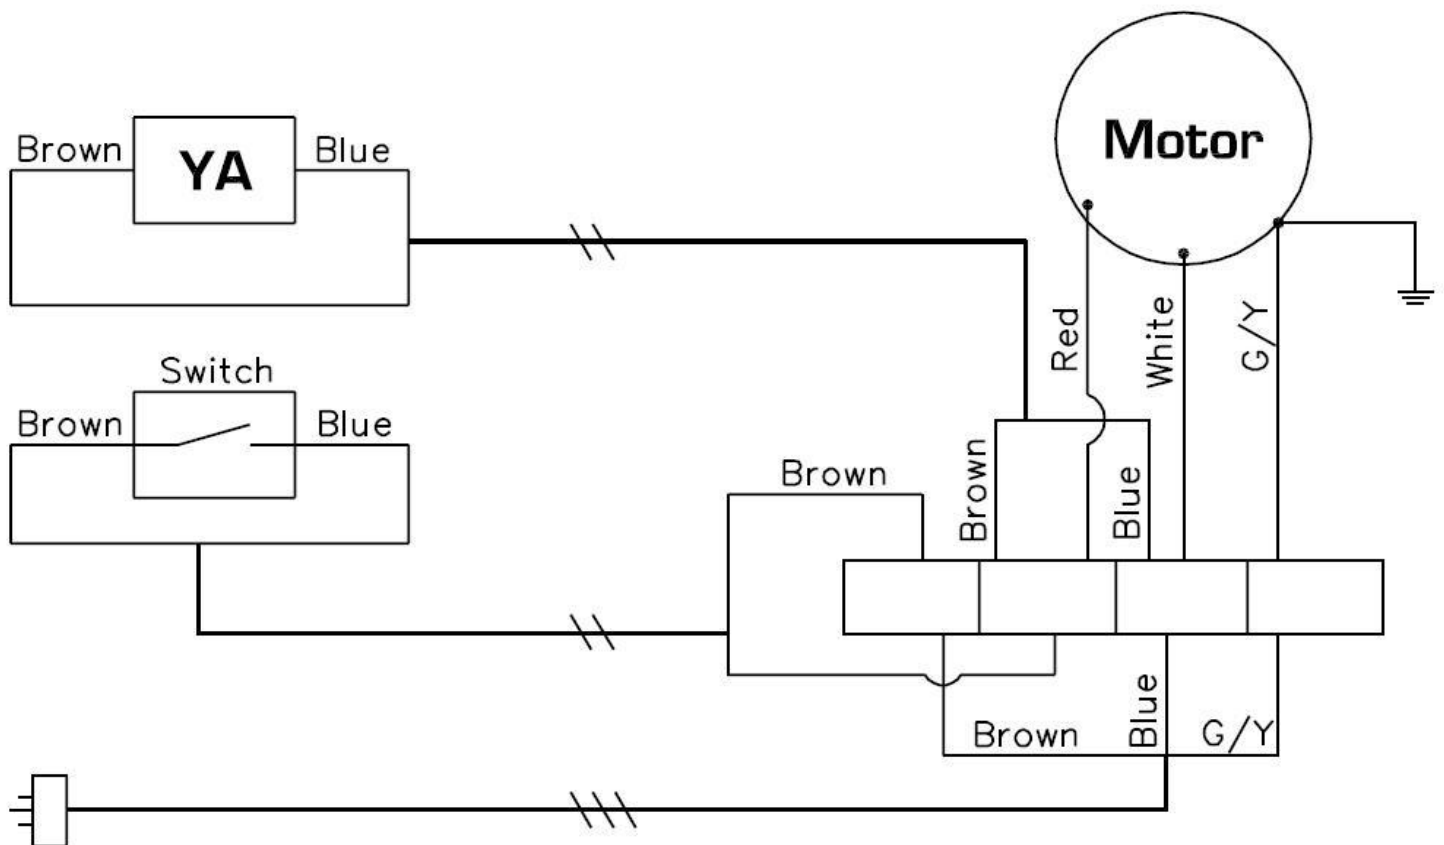 Brown
YA
Blue
Motor
Switch
Brown
Blue
Red
White
G/Y
Brown
Brown
Blue
Brown
Blue
G/Y